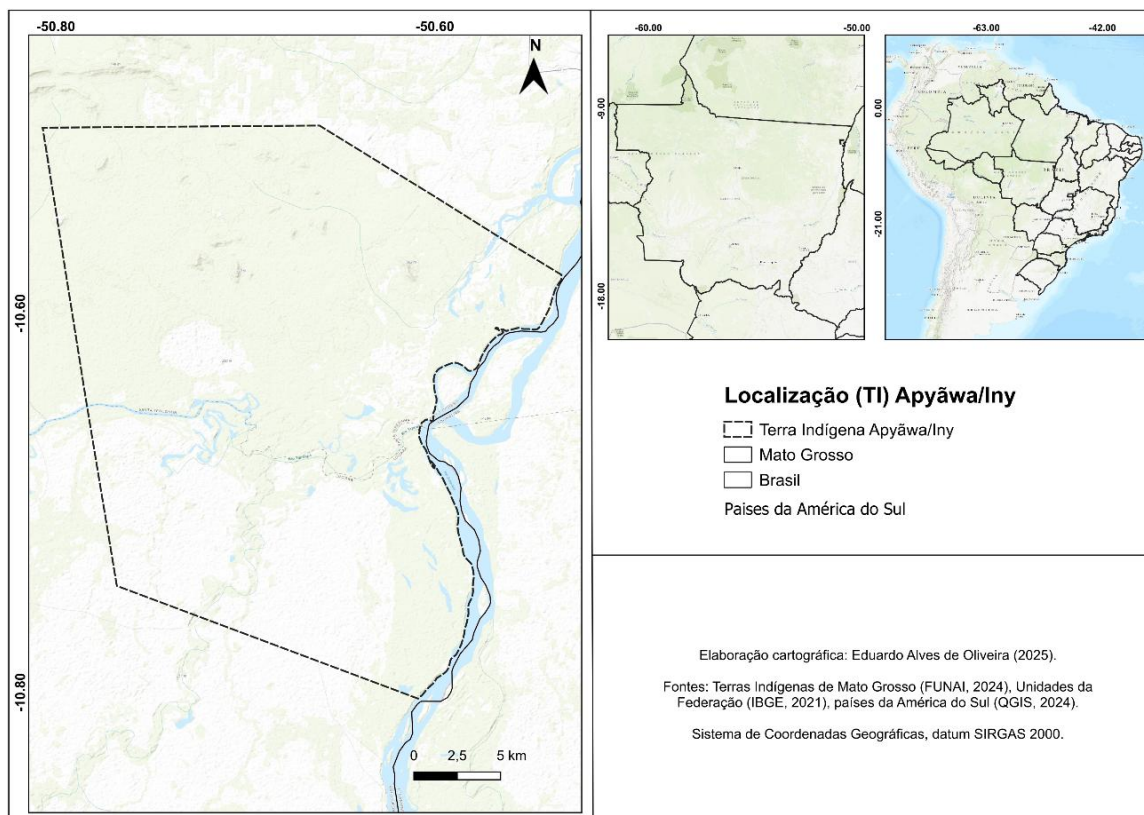 -50.80
-50.60
-60.00
-50.00
-63.00
-42.00
N
-9.00
0.00
-10.60
-18.00
-21.00
-10.80
Localização (TI) Apyãwa/Iny
Terra Indígena Apyãwa/Iny
Mato Grosso
Brasil
Paises da América do Sul
0 2,5 5 km
Elaboração cartográfica: Eduardo Alves de Oliveira (2025).
Fontes: Terras Indígenas de Mato Grosso (FUNAI, 2024), Unidades da
Federação (IBGE, 2021), países da América do Sul (QGIS, 2024).
Sistema de Coordenadas Geográficas, datum SIRGAS 2000.